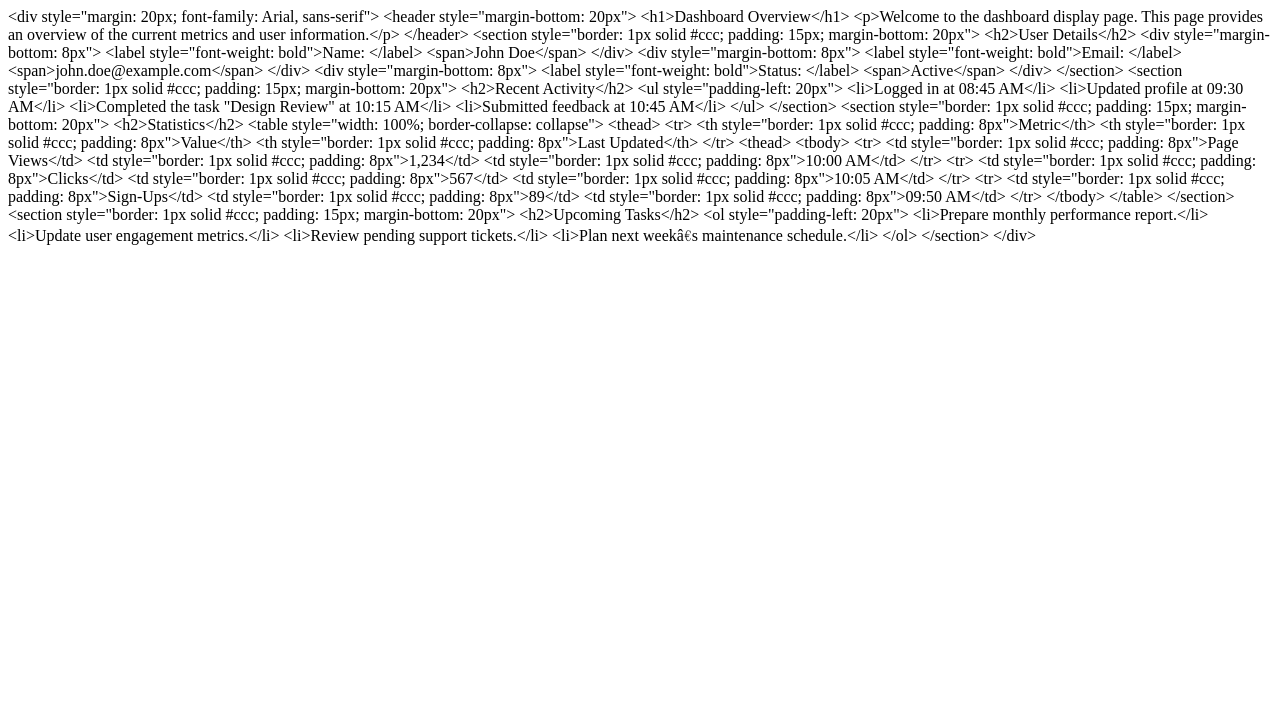 <div style="margin: 20px; font-family: Arial, sans-serif"> <header style="margin-bottom: 20px"> <h1>Dashboard Overview</h1> <p>Welcome to the dashboard display page. This page provides
an overview of the current metrics and user information.</p> </header> <section style="border: 1px solid #ccc; padding: 15px; margin-bottom: 20px"> <h2>User Details</h2> <div style="margin-
bottom: 8px"> <label style="font-weight: bold">Name: </label> <span>John Doe</span> </div> <div style="margin-bottom: 8px"> <label style="font-weight: bold">Email: </label>
<span>john.doe@example.com</span> </div> <div style="margin-bottom: 8px"> <label style="font-weight: bold">Status: </label> <span>Active</span> </div> </section> <section
style="border: 1px solid #ccc; padding: 15px; margin-bottom: 20px"> <h2>Recent Activity</h2> <ul style="padding-left: 20px"> <li>Logged in at 08:45 AM</li> <li>Updated profile at 09:30
AM</li> <li>Completed the task "Design Review" at 10:15 AM</li> <li>Submitted feedback at 10:45 AM</li> </ul> </section> <section style="border: 1px solid #ccc; padding: 15px; margin-
bottom: 20px"> <h2>Statistics</h2> <table style="width: 100%; border-collapse: collapse"> <thead> <tr> <th style="border: 1px solid #ccc; padding: 8px">Metric</th> <th style="border: 1px
solid #ccc; padding: 8px">Value</th> <th style="border: 1px solid #ccc; padding: 8px">Last Updated</th> </tr> <thead> <tbody> <tr> <td style="border: 1px solid #ccc; padding: 8px">Page
Views</td> <td style="border: 1px solid #ccc; padding: 8px">1,234</td> <td style="border: 1px solid #ccc; padding: 8px">10:00 AM</td> </tr> <tr> <td style="border: 1px solid #ccc; padding:
8px">Clicks</td> <td style="border: 1px solid #ccc; padding: 8px">567</td> <td style="border: 1px solid #ccc; padding: 8px">10:05 AM</td> </tr> <tr> <td style="border: 1px solid #ccc;
padding: 8px">Sign-Ups</td> <td style="border: 1px solid #ccc; padding: 8px">89</td> <td style="border: 1px solid #ccc; padding: 8px">09:50 AM</td> </tr> </tbody> </table> </section>
<section style="border: 1px solid #ccc; padding: 15px; margin-bottom: 20px"> <h2>Upcoming Tasks</h2> <ol style="padding-left: 20px"> <li>Prepare monthly performance report.</li>
<li>Update user engagement metrics.</li> <li>Review pending support tickets.</li> <li>Plan next weekâ€s maintenance schedule.</li> </ol> </section> </div>